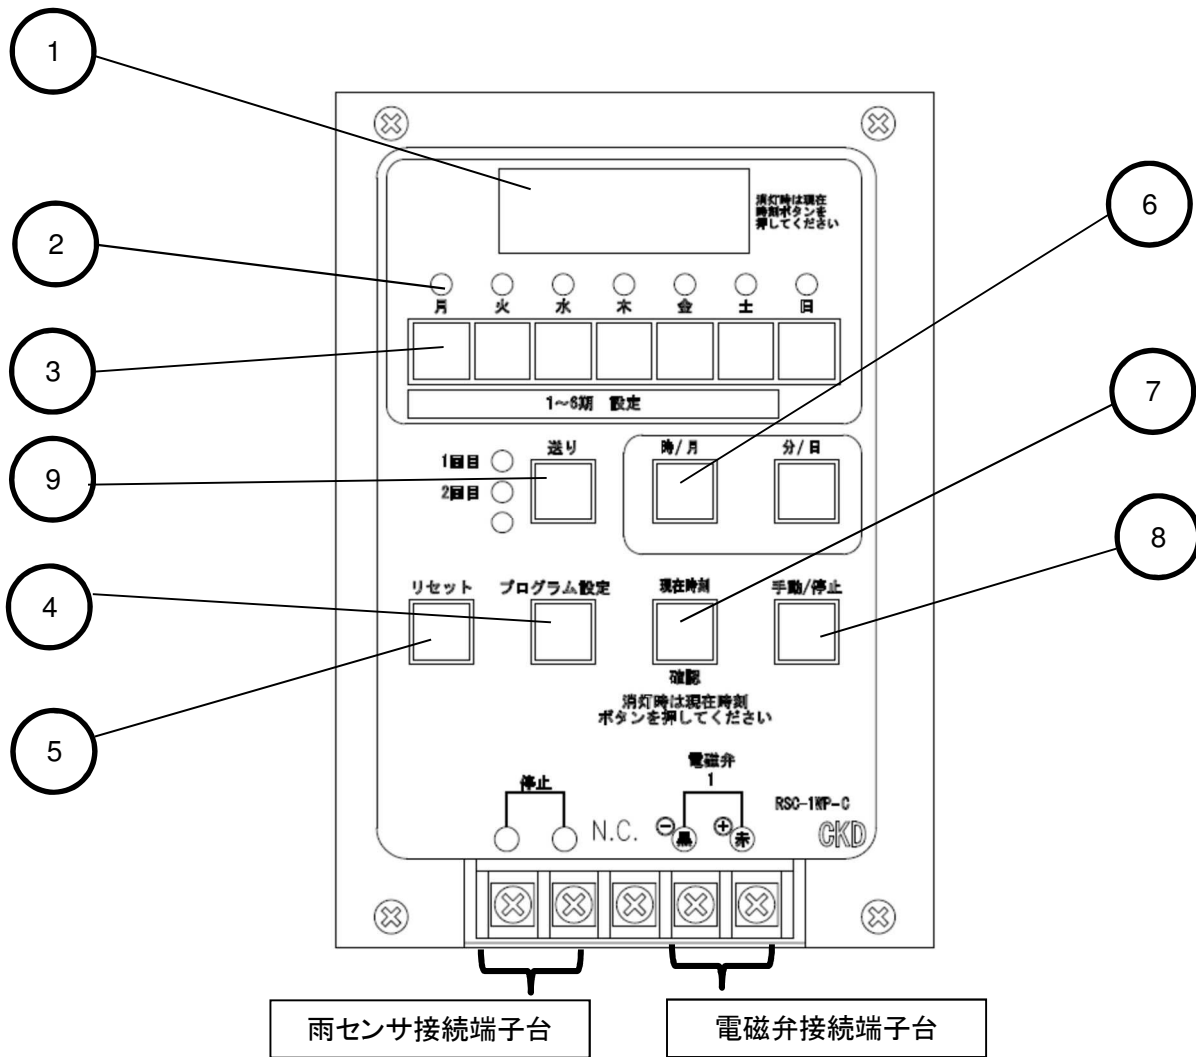 1
消灯時は現在
時刻ボタンを
押してください
6
2
月 火 水 木 金 土 日
3
7
1～6期 設定
送り 時/月 分/日
1回目
9
2回目
8
リセット プログラム設定 現在時刻 手動/停止
4
確認
消灯時は現在時刻
ボタンを押してください
5
電磁弁
1
停止
RSC-1WP-C
N.C. ⊖ 黒 ⊕ 赤 CKD
雨センサ接続端子台 電磁弁接続端子台